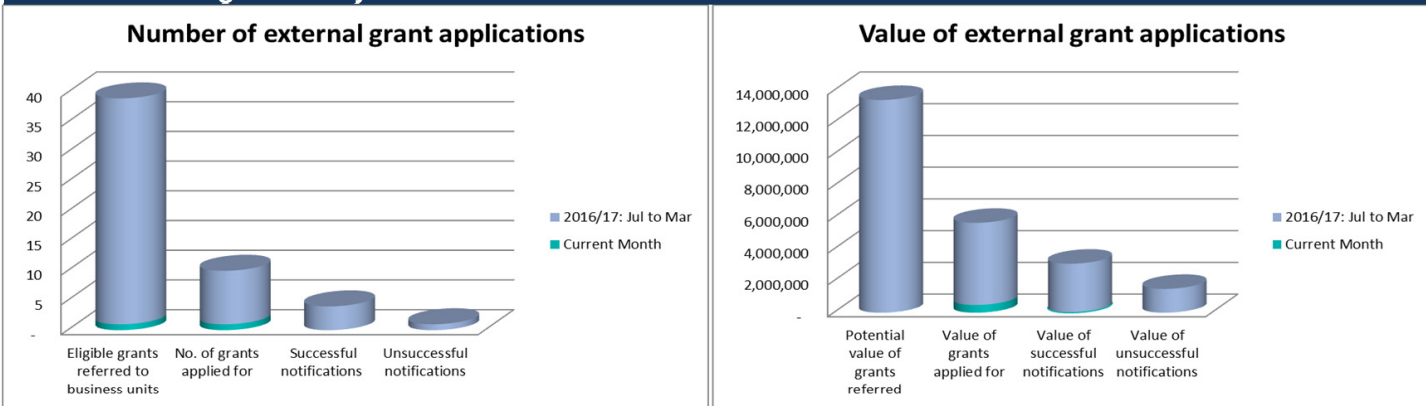 Number of external grant applications
40
35
30
25
20
15
10
5
-
Eligible grants
referred to
business units
No. of grants
applied for
Successful
notifications
Unsuccessful
notifications
2016/17: Jul to Mar
Current Month
Value of external grant applications
14,000,000
12,000,000
10,000,000
8,000,000
6,000,000
4,000,000
2,000,000
-
Potential
value of
grants
referred
Value of
grants
applied for
Value of
successful
notifications
Value of
unsuccessful
notifications
2016/17: Jul to Mar
Current Month